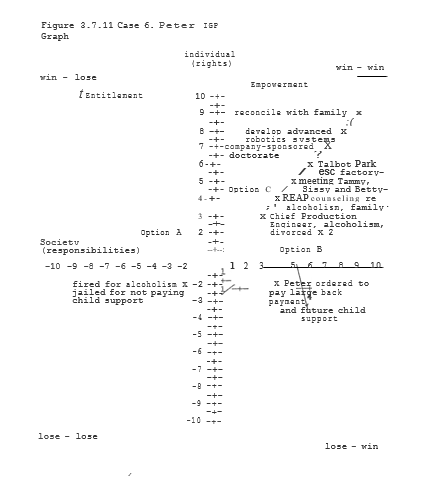 Figure 3.7.11 Case 6. Peter IGP
Graph
individual
(rights)
win - win
win - lose
Empowerment
Entitlement
10 -+-
9 -+- reconcile with family x
8 -+- develop advanced X
robotics systems
7 -+-company-sponsored X
-+- doctorate ?
6-+- x Talbot Park
esc factory-
5 -+- x meeting Tammy,
Option C Sissy and Betty-
4-+- x REAP counseling re
alcoholism, family
3 -+- x Chief Production
Engineer, alcoholism,
Option A 2 -+- divorced X 2
Society
(responsibilities)
Option B
-10 -9 -8 -7 -6 -5 -4 -3 -2 1 2 3 5 6 7 8 9 10
fired for alcoholism X -2 -+- X Peter ordered to
jailed for not paying pay large back
child support -3 -+- payment
and future child
-4 -+- support
-5 -+-
-6 -+-
-7 -+-
-8 -+-
-9 -+-
-10 -+-
lose - lose
lose - win